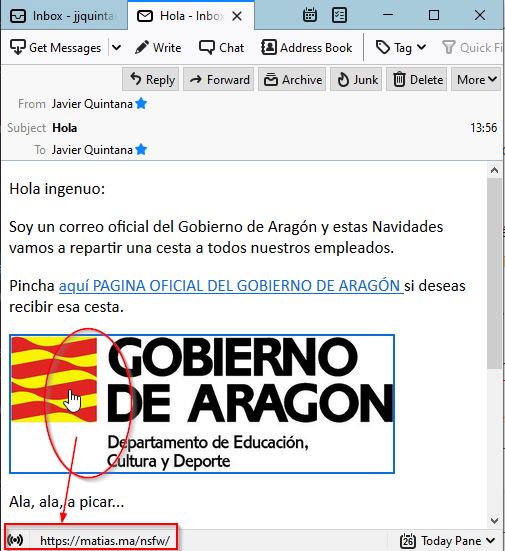 Inbox - jjquintan
Hola - Inbox
Get Messages Write Chat Address Book Tag Quick Fi
Reply Forward Archive Junk Delete More
From Javier Quintana
Subject Hola 13:56
To Javier Quintana
Hola ingenuo:
Soy un correo oficial del Gobierno de Aragón y estas Navidades
vamos a repartir una cesta a todos nuestros empleados.
Pincha aquí PAGINA OFICIAL DEL GOBIERNO DE ARAGÓN si deseas
recibir esa cesta.
GOBIERNO
DE ARAGON
Departamento de Educación,
Cultura y Deporte
Ala, ala, a picar...
https://matias.ma/nsfw/ 26 Today Pane